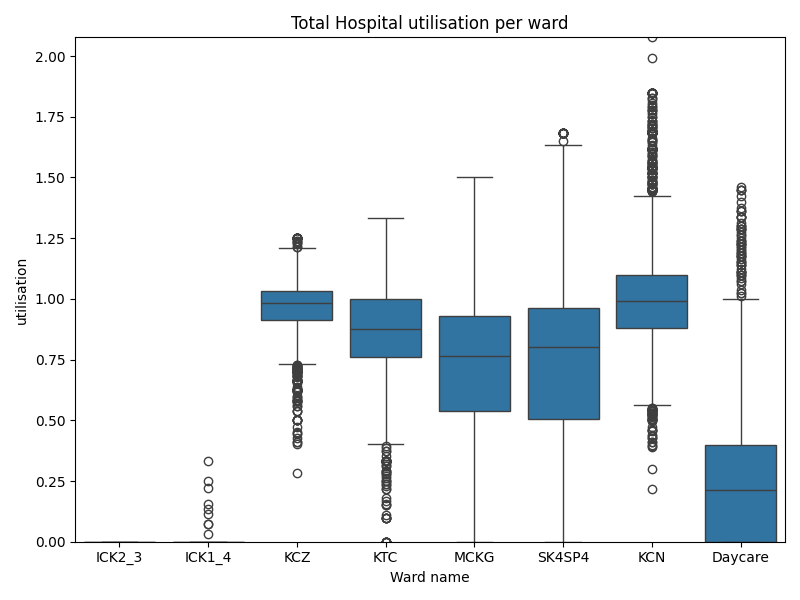 Total Hospital utilisation per ward
2.00
1.75
1.50
1.25
1.00
0.75
0.50
0.25
0.00
utilisation
ICK2_3 ICK1_4 KCZ KTC MCKG SK4SP4 KCN Daycare
Ward name